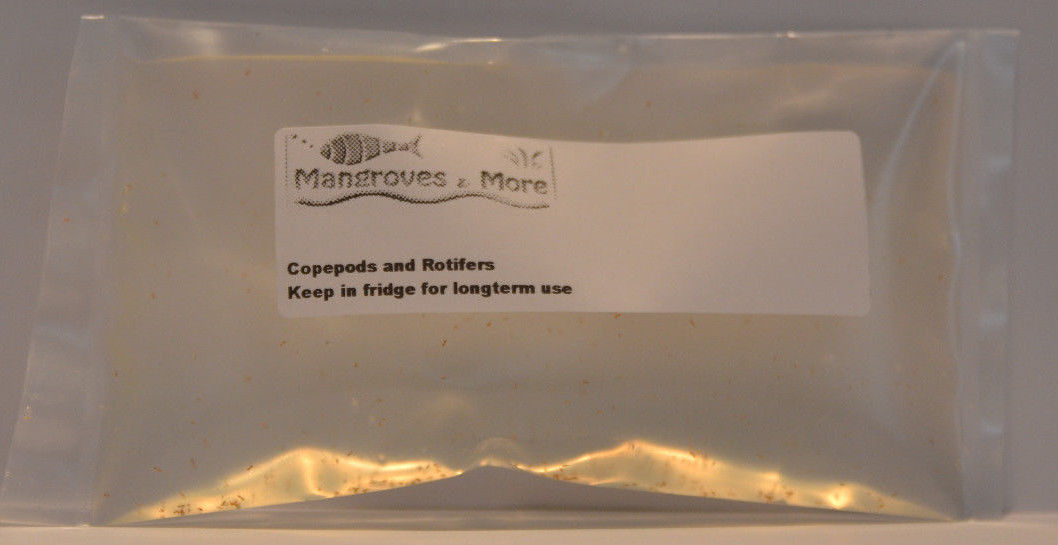 Mangroves & More
Copepods and Rotifers
Keep in fridge for longterm use